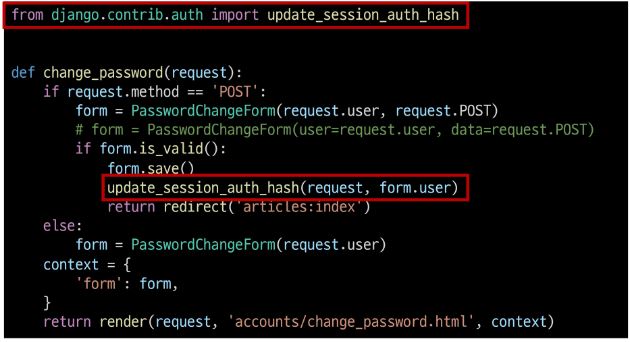 from django.contrib.auth import update_session_auth_hash
def change_password(request):
    if request.method == 'POST':
        form = PasswordChangeForm(request.user, request.POST)
        # form = PasswordChangeForm(user=request.user, data=request.POST)
        if form.is_valid():
            form.save()
            update_session_auth_hash(request, form.user)
            return redirect('articles:index')
    else:
        form = PasswordChangeForm(request.user)
    context = {
        'form': form,
    }
    return render(request, 'accounts/change_password.html', context)